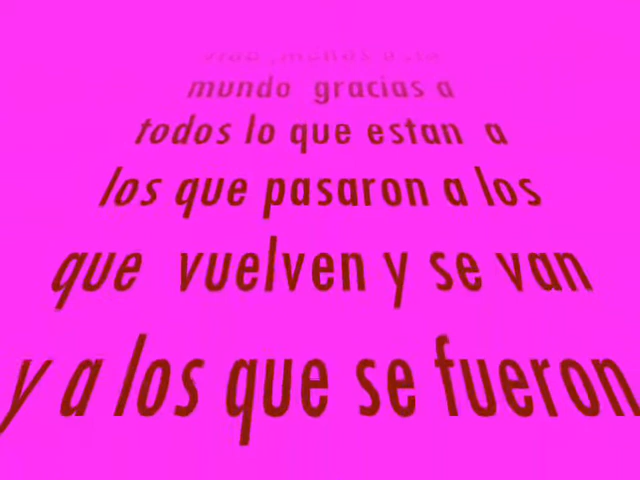 mundo gracias a
todos lo que estan a
los que pasaron a los
que vuelven y se van
y a los que se fueron